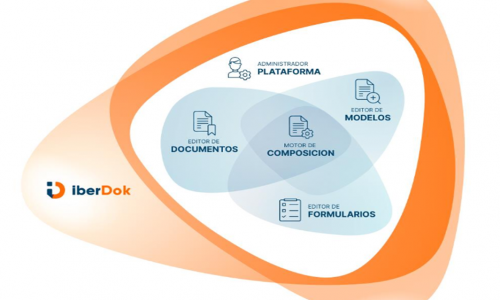 ADMINISTRADOR
PLATAFORMA
EDITOR DE
MODELOS
EDITOR DE
DOCUMENTOS
MOTOR DE
COMPOSICION
iberDok
EDITOR DE
FORMULARIOS